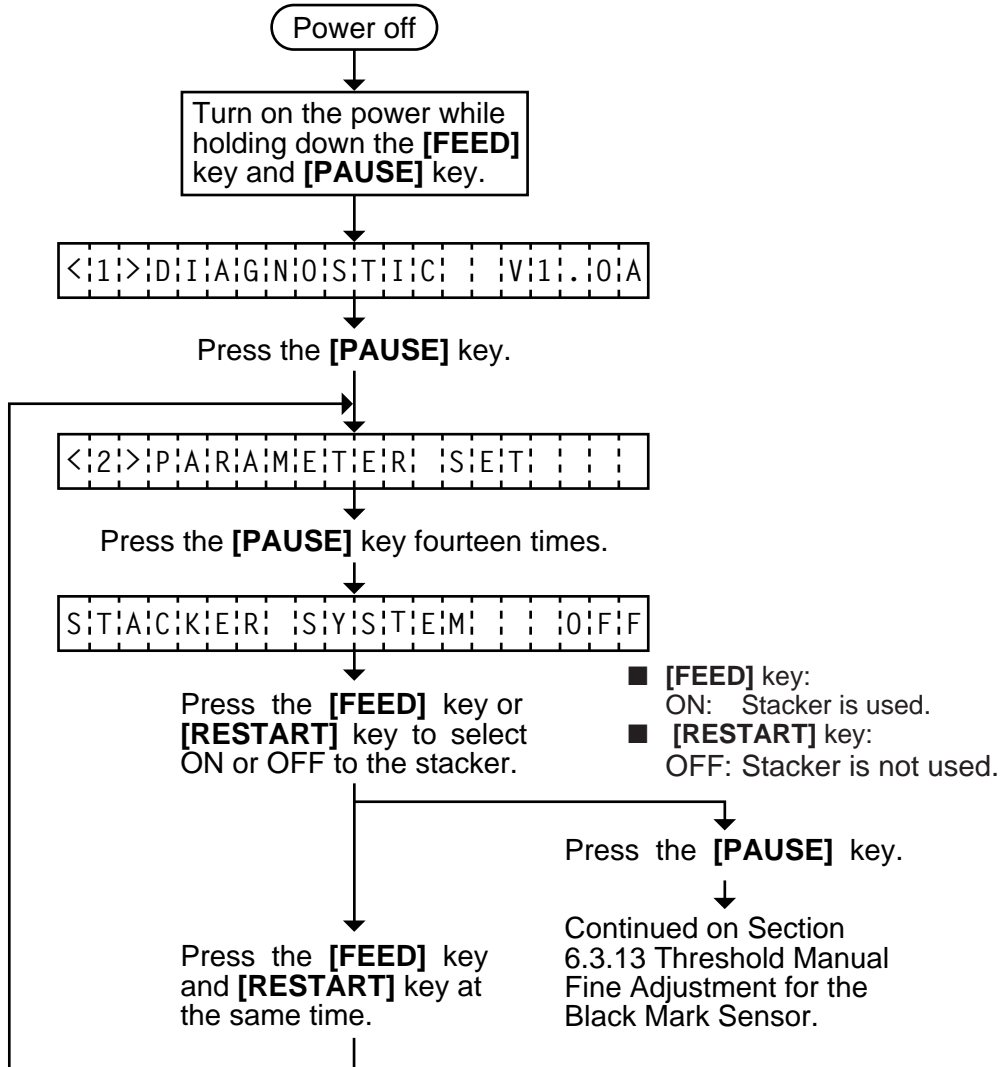 Power off
Turn on the power while
holding down the [FEED]
key and [PAUSE] key.
<1>DIAGNOSTIC  V1.0A
Press the [PAUSE] key.
<2>PARAMETER SET
Press the [PAUSE] key fourteen times.
STACKER SYSTEM   OFF
Press the [FEED] key or
[RESTART] key to select
ON or OFF to the stacker.
■ [FEED] key:
ON: Stacker is used.
■ [RESTART] key:
OFF: Stacker is not used.
Press the [PAUSE] key.
Continued on Section
6.3.13 Threshold Manual
Fine Adjustment for the
Black Mark Sensor.
Press the [FEED] key
and [RESTART] key at
the same time.